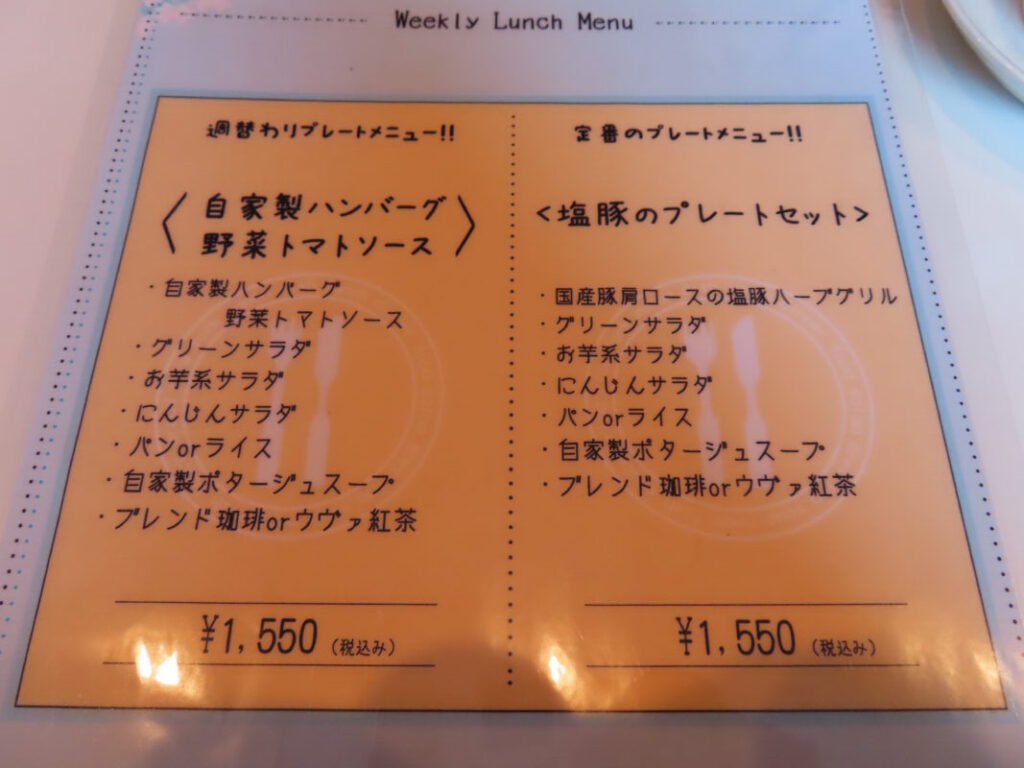 Weekly Lunch Menu
週替わりプレートメニュー!!
〈自家製ハンバーグ
野菜トマトソース〉
・自家製ハンバーグ
野菜トマトソース
・グリーンサラダ
・お芋系サラダ
・にんじんサラダ
・パンorライス
・自家製ポタージュスープ
・ブレンド珈琲orウヴァ紅茶
¥1,550(税込み)
定番のプレートメニュー!!
<塩豚のプレートセット>
・国産豚肩ロースの塩豚ハーブグリル
・グリーンサラダ
・お芋系サラダ
・にんじんサラダ
・パンorライス
・自家製ポタージュスープ
・ブレンド珈琲orウヴァ紅茶
¥1,550(税込み)